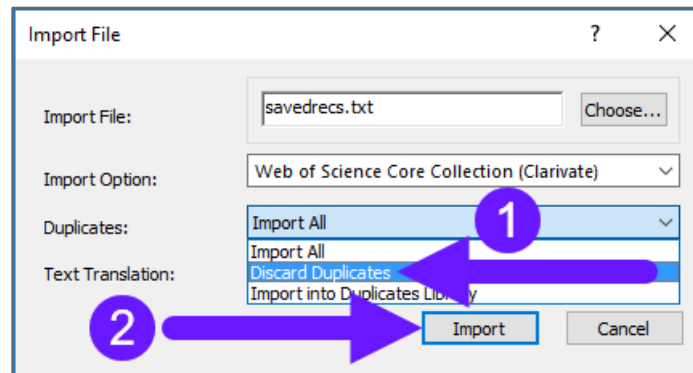 Import File ? X
Import File: savedrecs.txt Choose...
Import Option: Web of Science Core Collection (Clarivate)
Duplicates: Import All 1
Import All
Text Translation: Discard Duplicates
Import into Duplicates Library
2 Import Cancel